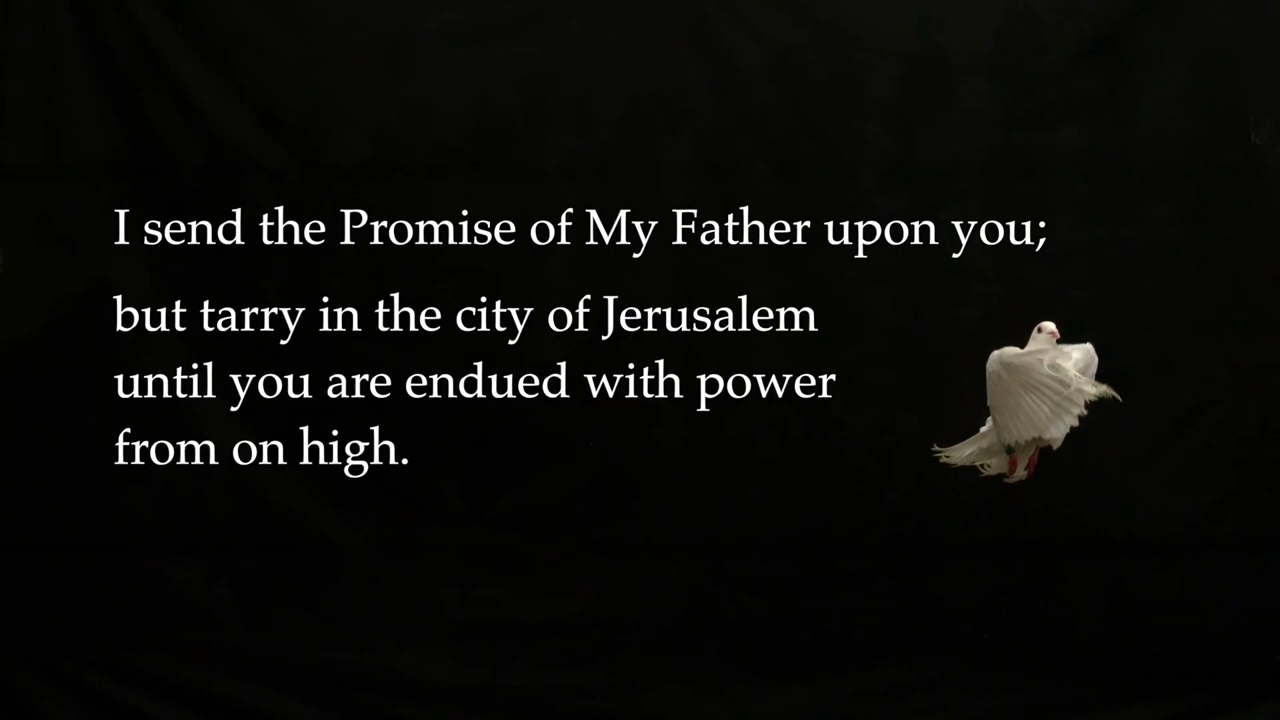 I send the Promise of My Father upon you;
but tarry in the city of Jerusalem
until you are endued with power
from on high.